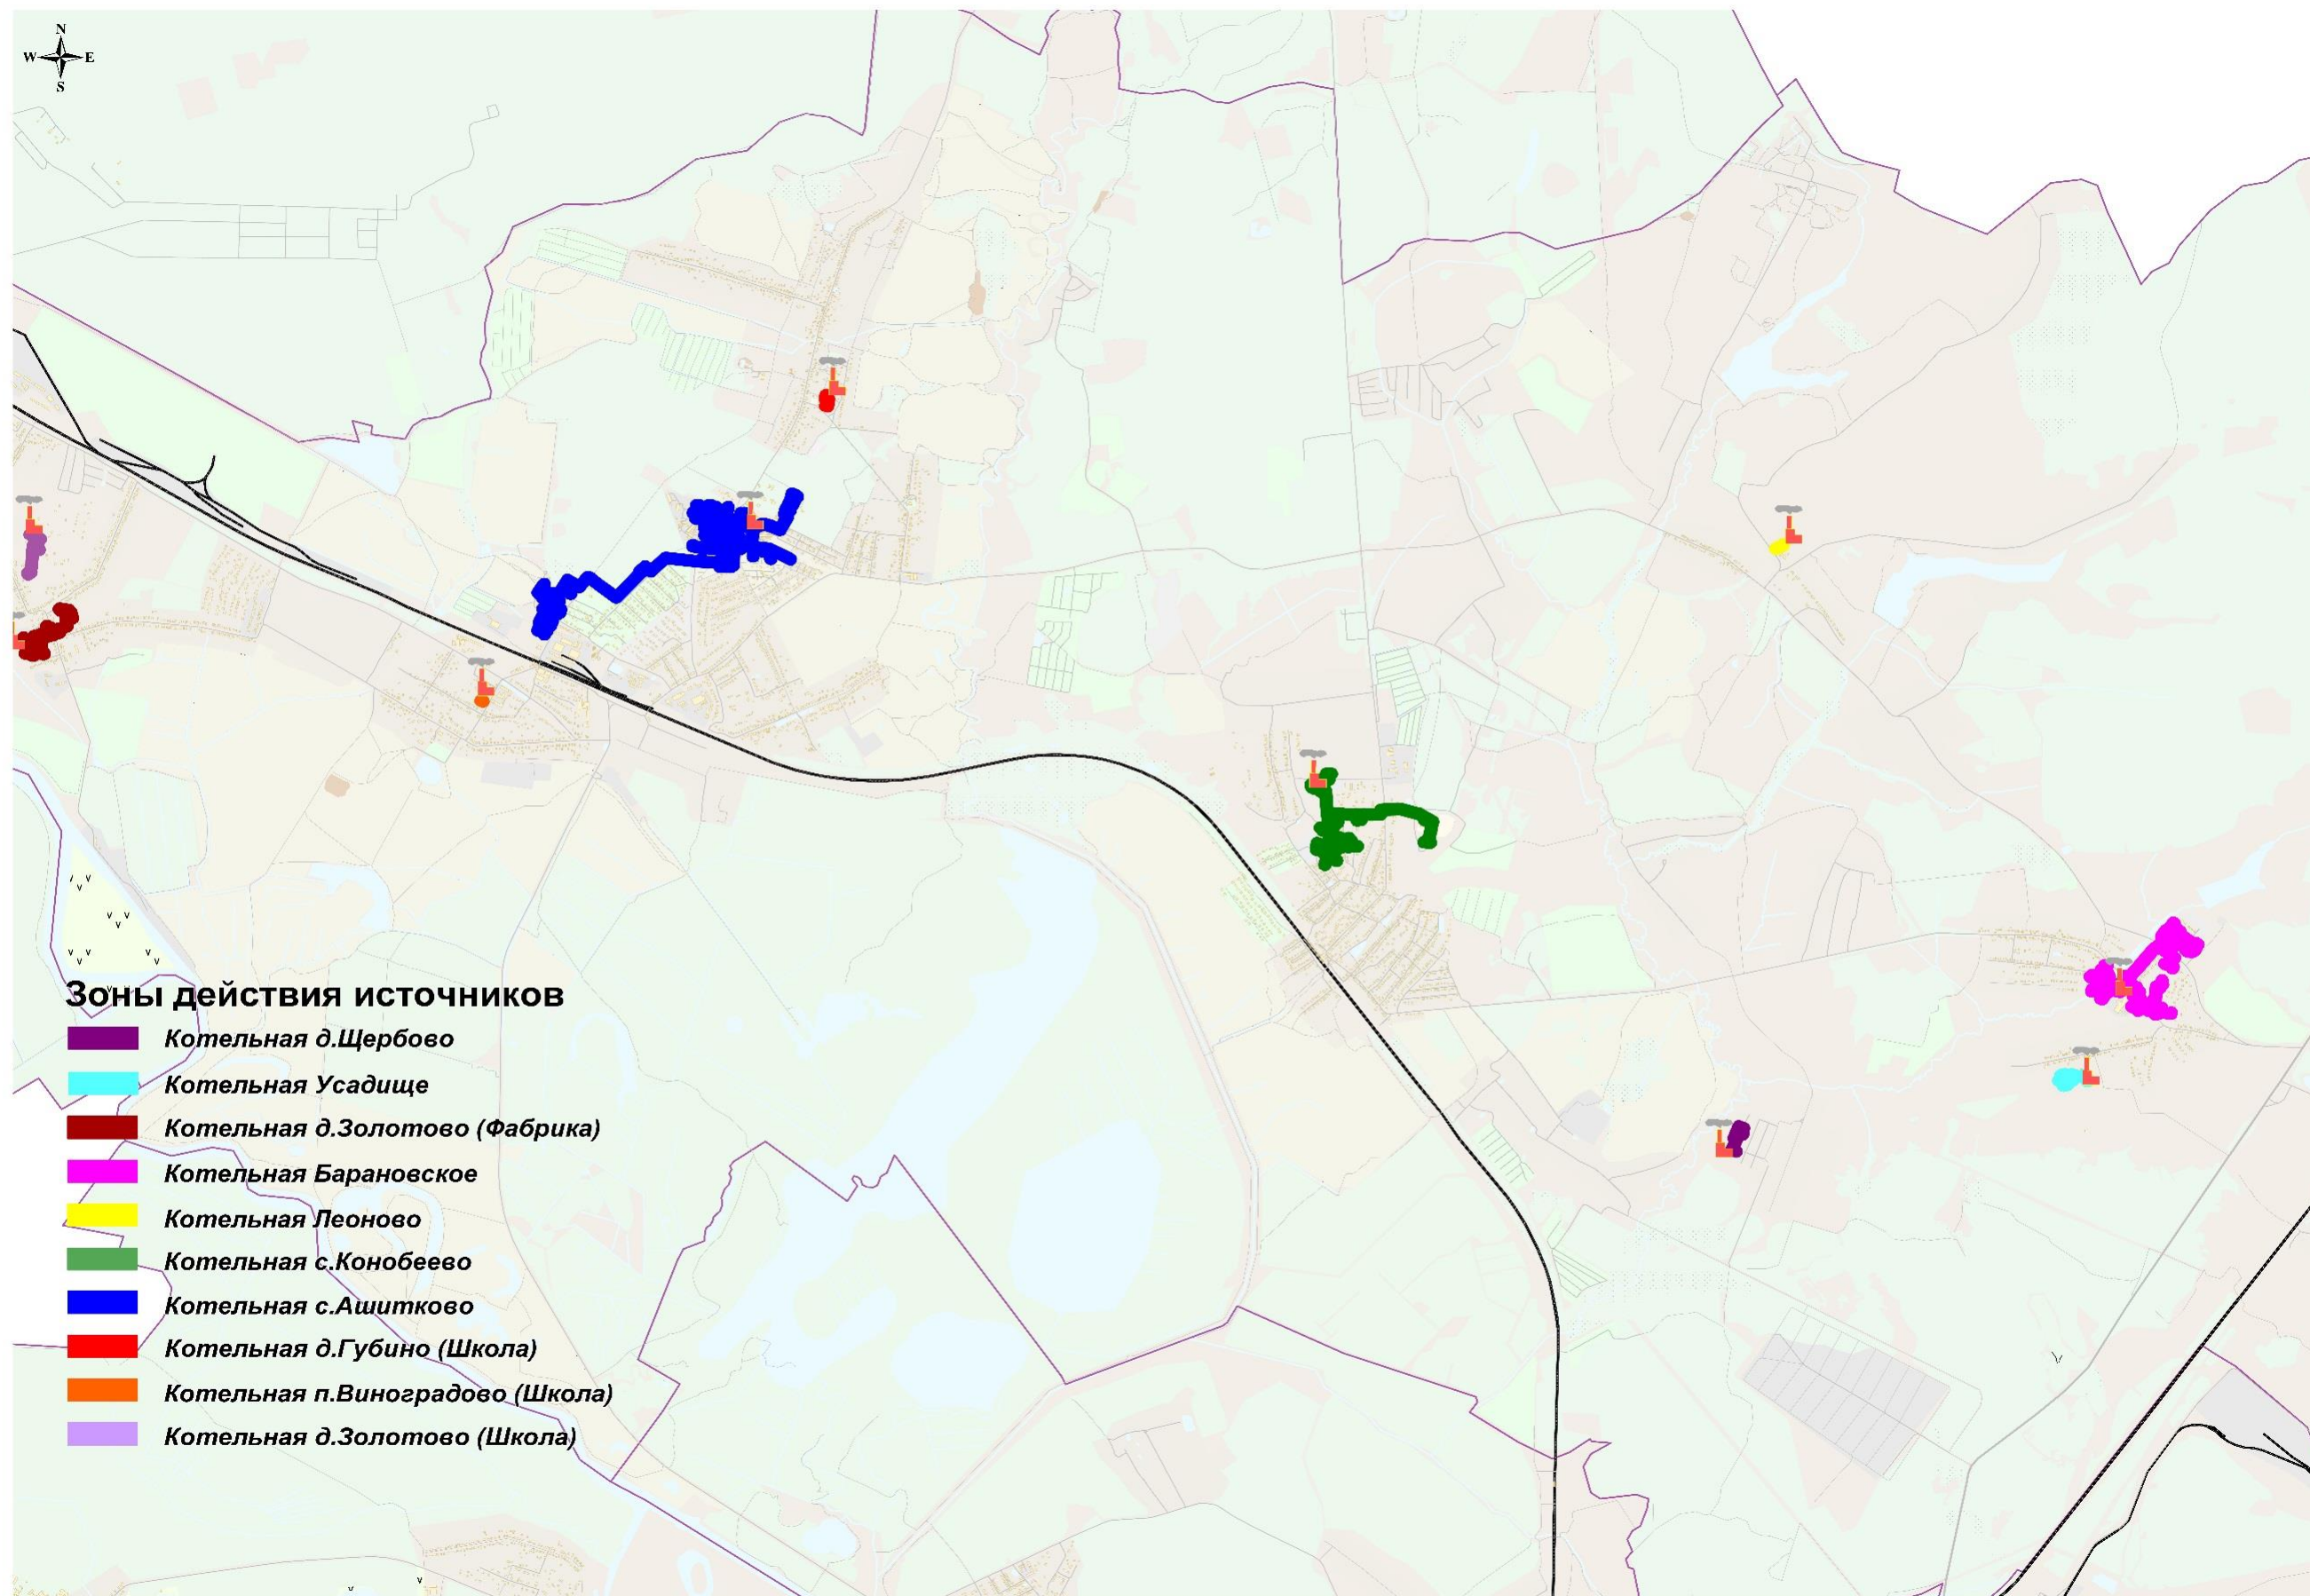 N
W E
S
Зоны действия источников
Котельная д.Щербово
Котельная Усадище
Котельная д.Золотово (Фабрика)
Котельная Барановское
Котельная Леоново
Котельная с.Конобеево
Котельная с.Ашитково
Котельная д.Губино (Школа)
Котельная п.Виноградово (Школа)
Котельная д.Золотово (Школа)